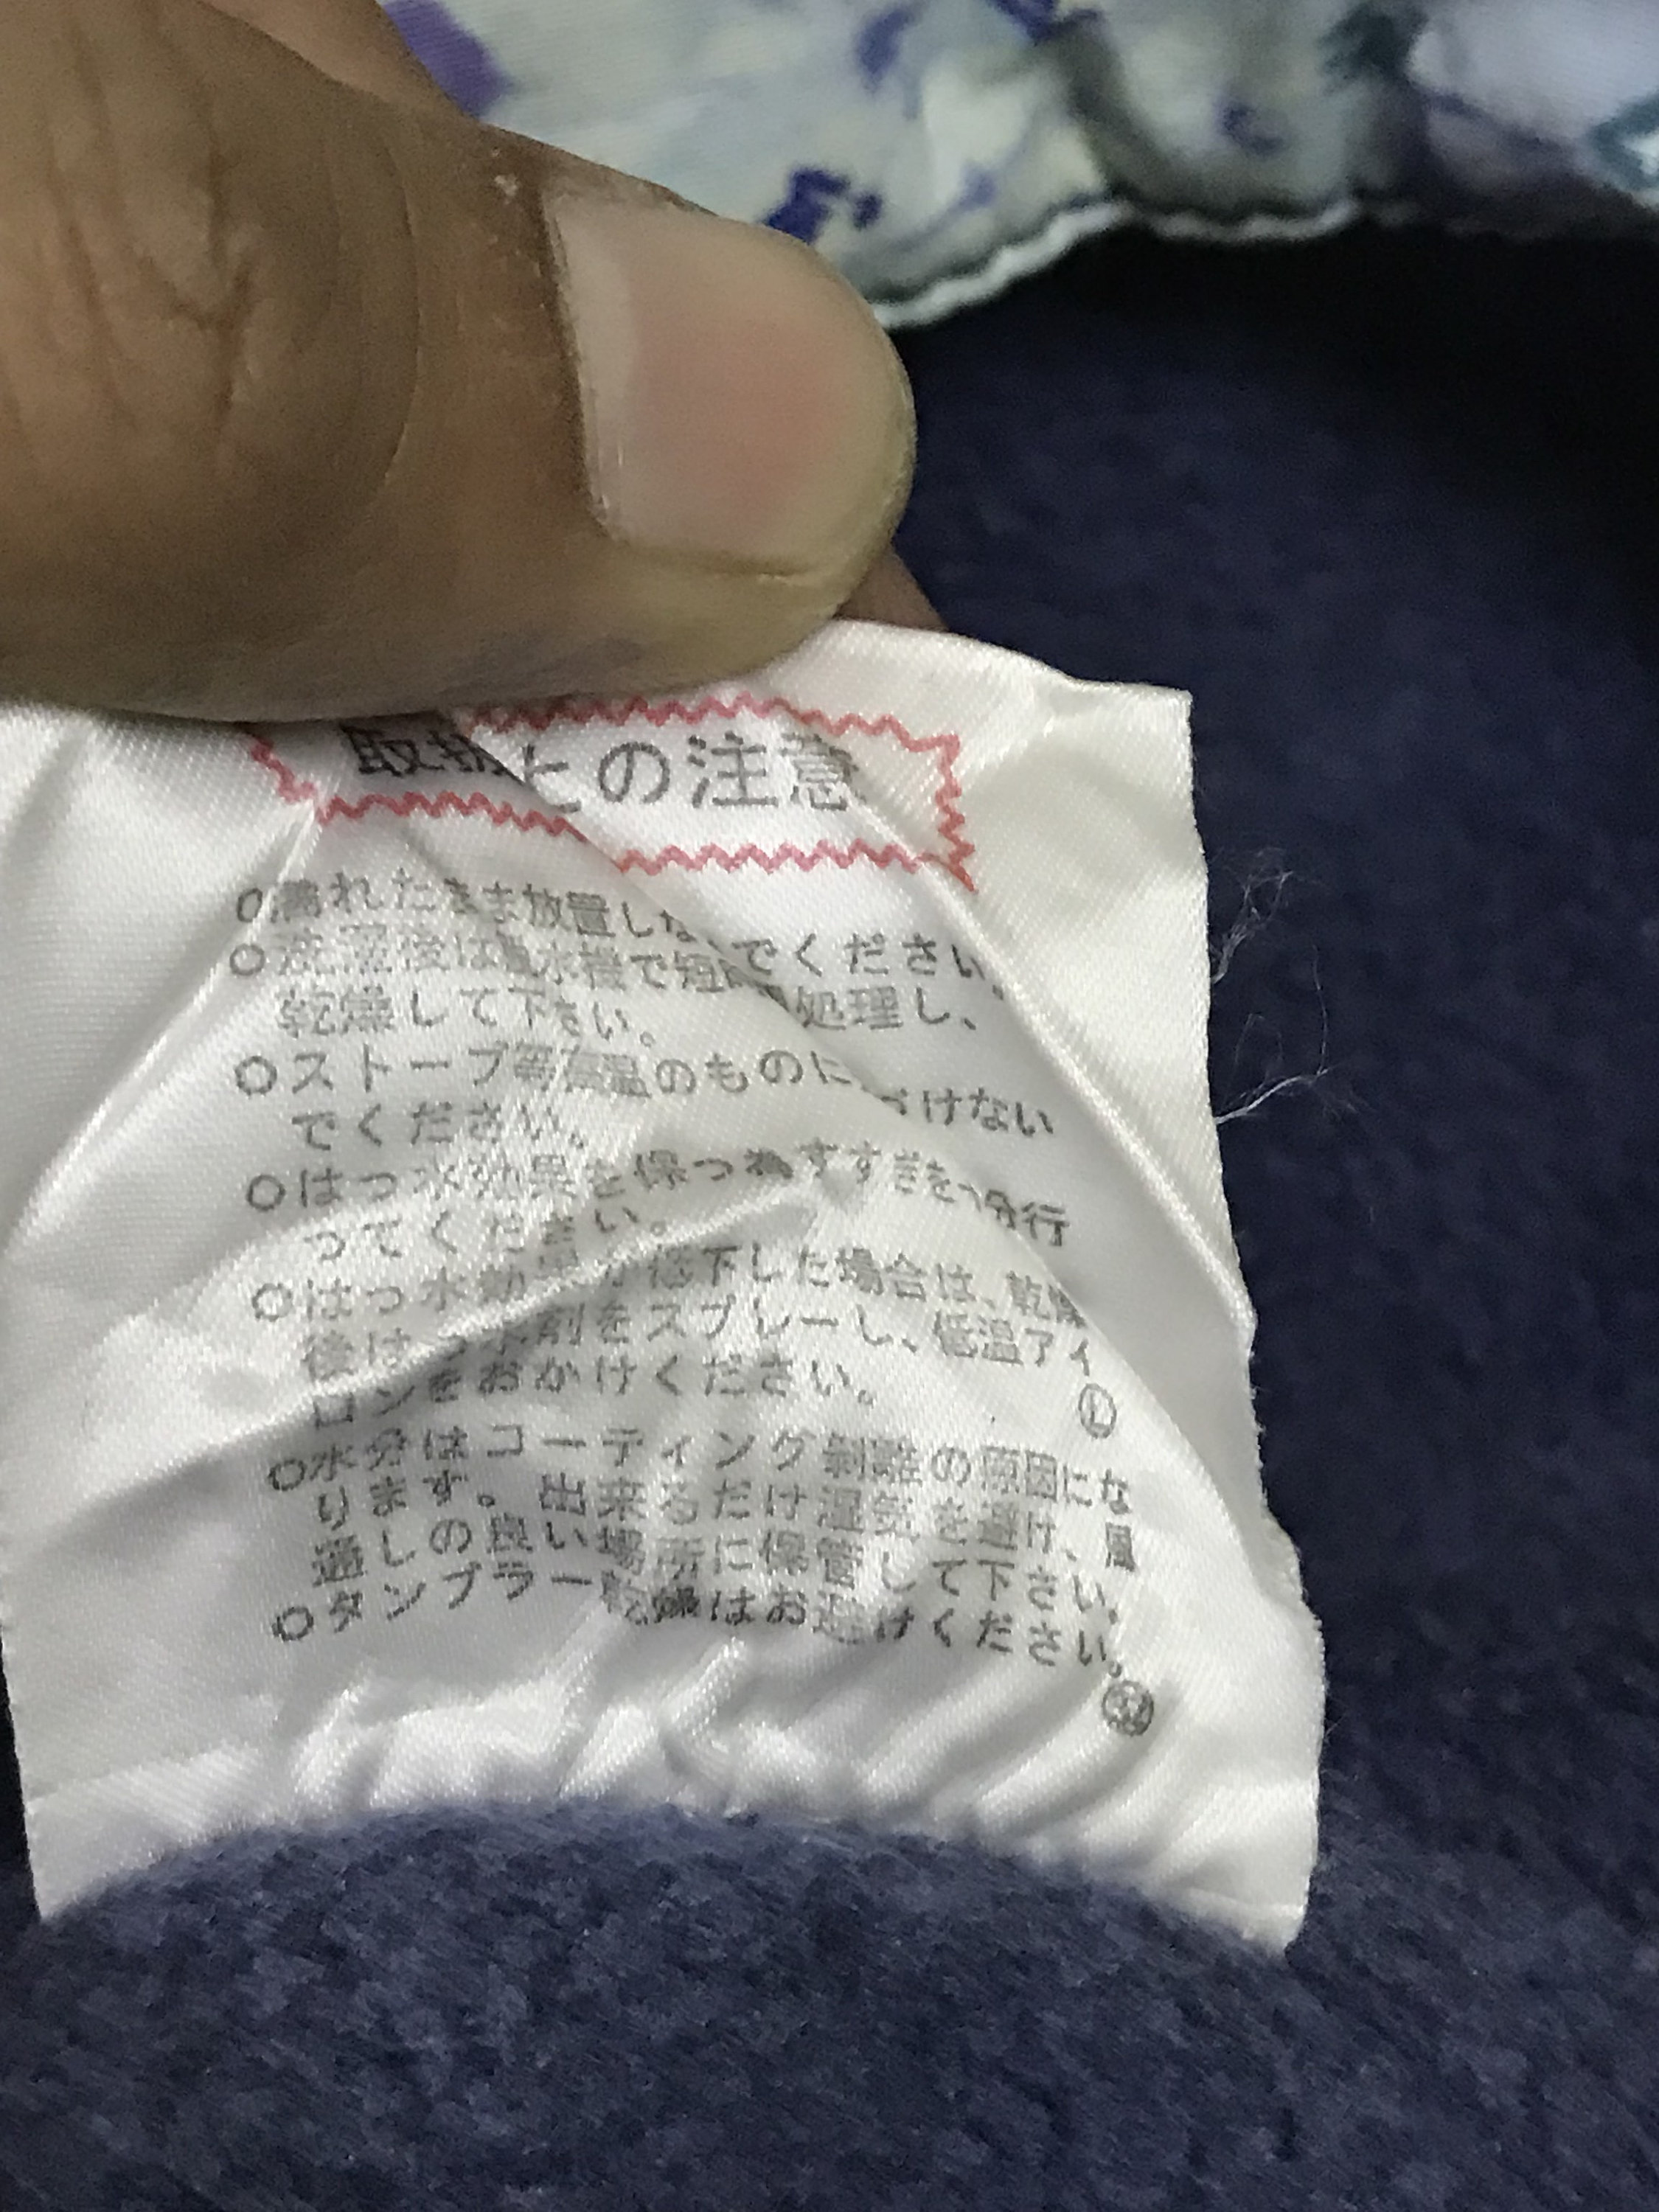 取扱上の注意
○濡れたまま放置しないでください。
○洗濯後は脱水機で短時間処理し、
乾燥して下さい。
○ストーブ等高温のものに近づけない
でください。
○はっ水効果を保つ為すすぎを十分行
ってください。
○はっ水効果が低下した場合は、乾燥
後はっ水剤をスプレーし、低温アイ
ロンをおかけください。
Ⓛ
○水分はコーティング剝離の原因にな
ります。出来るだけ湿気を避け、風
通しの良い場所に保管して下さい。
○タンブラー乾燥はお避けください。